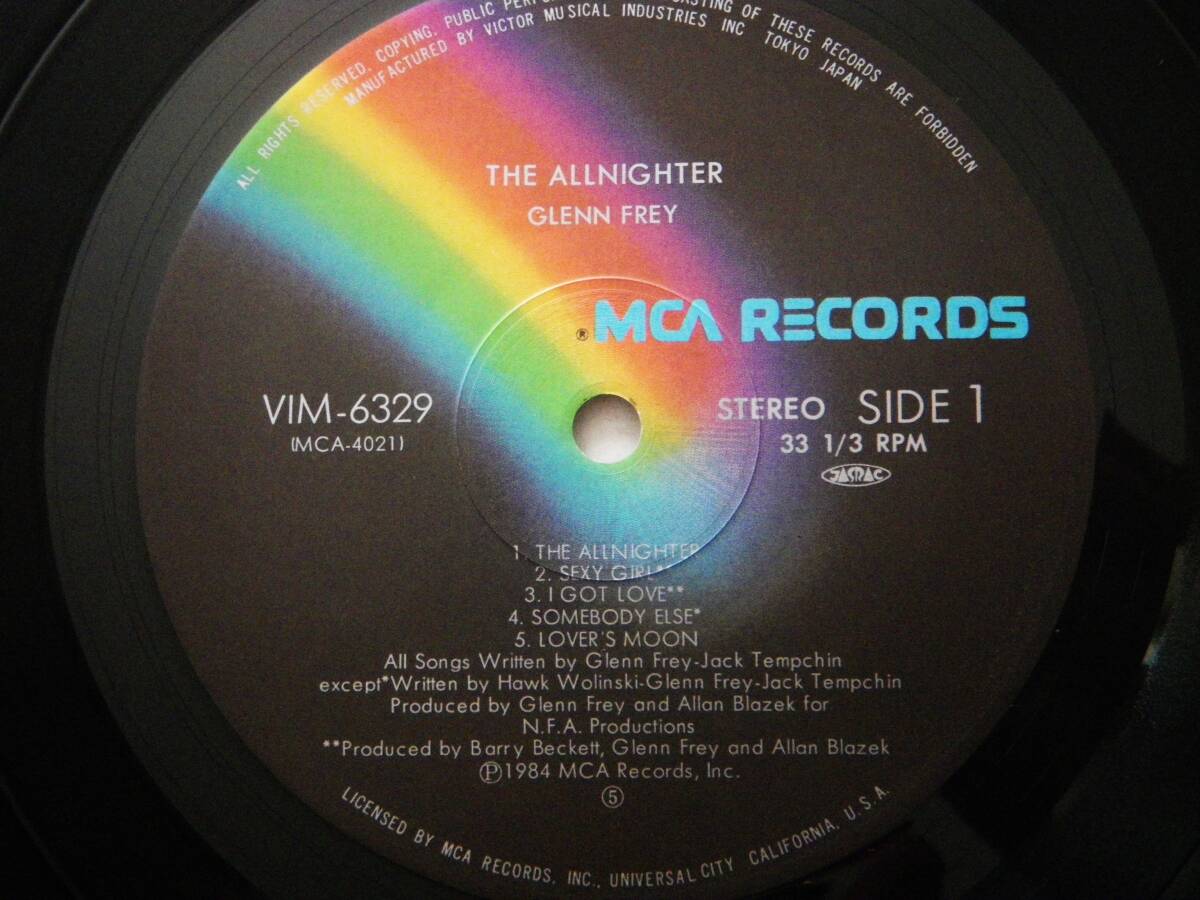 ALL RIGHTS RESERVED. COPYING, PUBLIC OF THESE RECORDS ARE FORBIDDEN
MANUFACTURED BY VICTOR MUSICAL INDUSTRIES INC TOKYO JAPAN
THE ALLNIGHTER
GLENN FREY
® MCA RECORDS
VIM-6329
(MCA-4021)
STEREO SIDE 1
33 1/3 RPM
JASRAC
1. THE ALLNIGHTER
2. SEXY GIRL*
3. I GOT LOVE**
4. SOMEBODY ELSE*
5. LOVER'S MOON
All Songs Written by Glenn Frey-Jack Tempchin
except*Written by Hawk Wolinski-Glenn Frey-Jack Tempchin
Produced by Glenn Frey and Allan Blazek for
N.F.A. Productions
**Produced by Barry Beckett, Glenn Frey and Allan Blazek
Ⓟ1984 MCA Records, Inc.
⑤
LICENSED BY MCA RECORDS, INC., UNIVERSAL CITY CALIFORNIA, U.S.A.